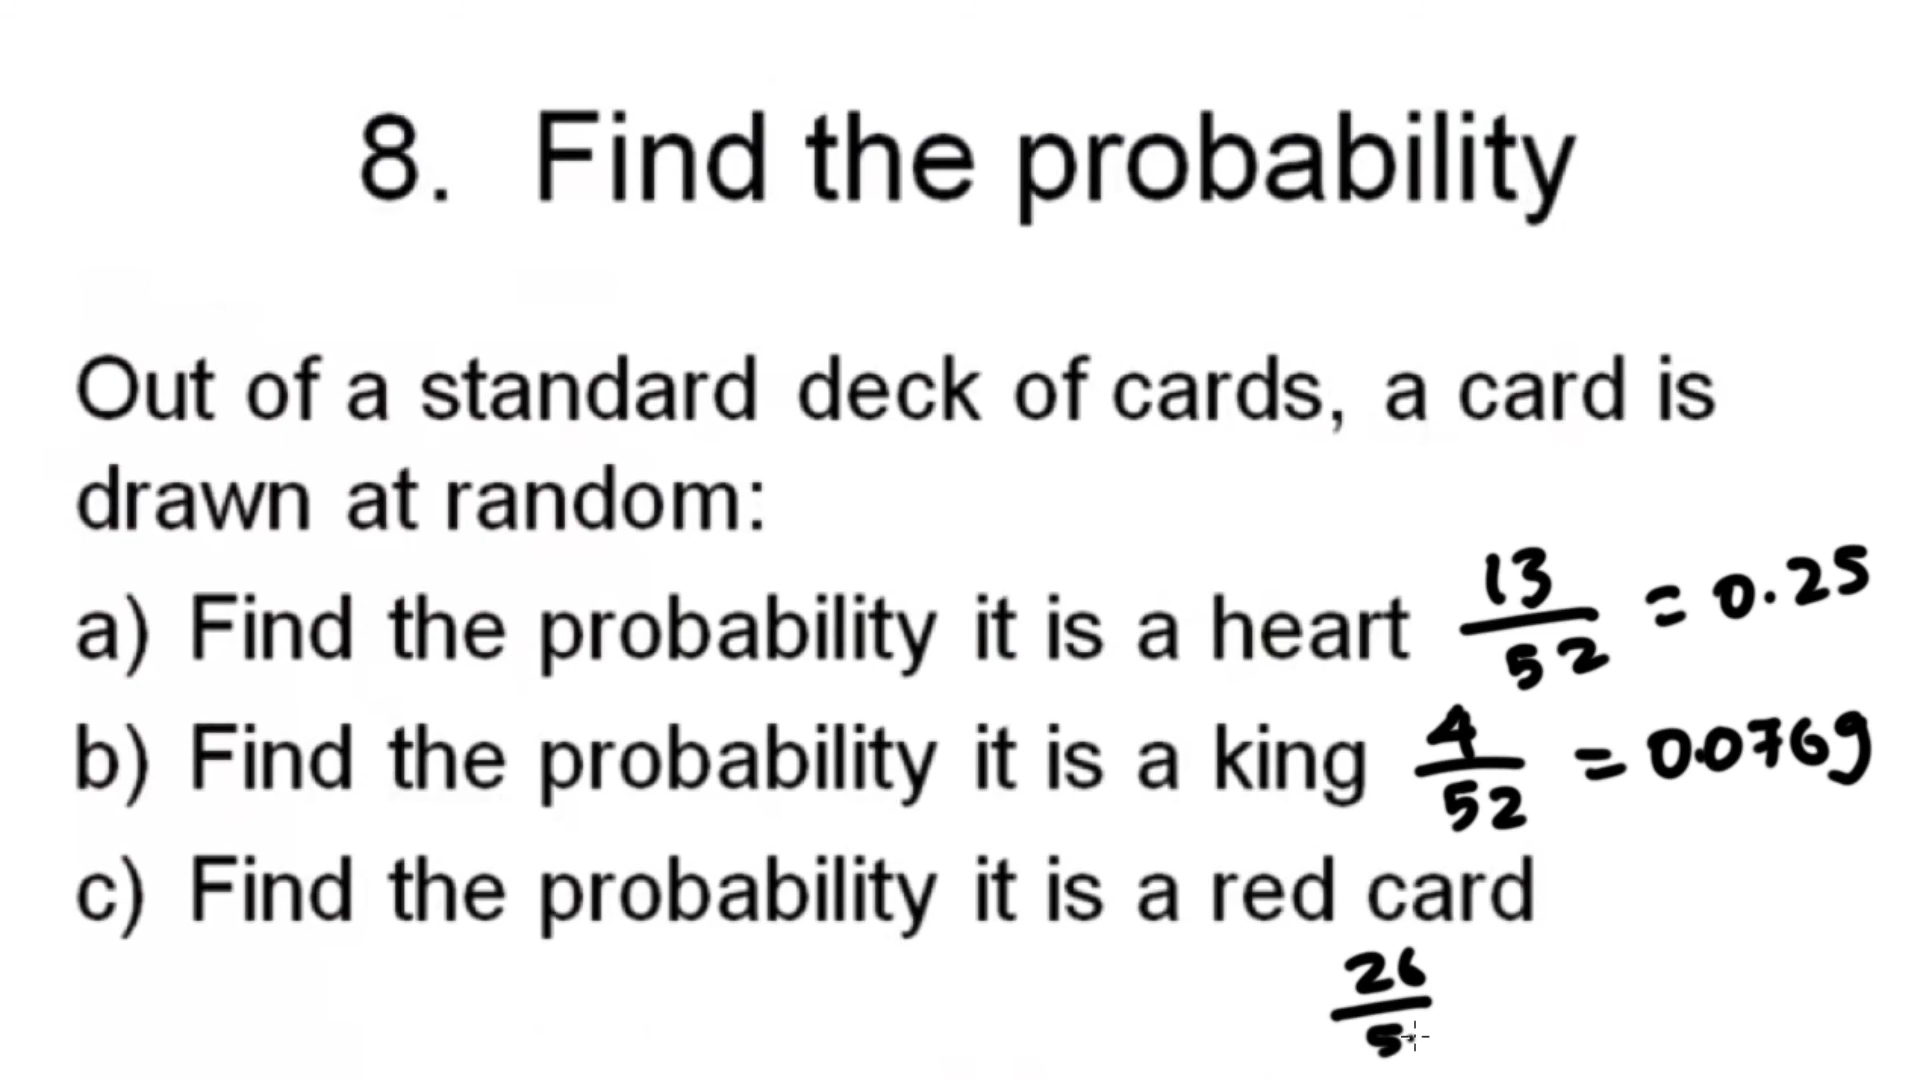 8. Find the probability
Out of a standard deck of cards, a card is
drawn at random:
a) Find the probability it is a heart 13/52 = 0.25
b) Find the probability it is a king 4/52 = 0.0769
c) Find the probability it is a red card
26/5